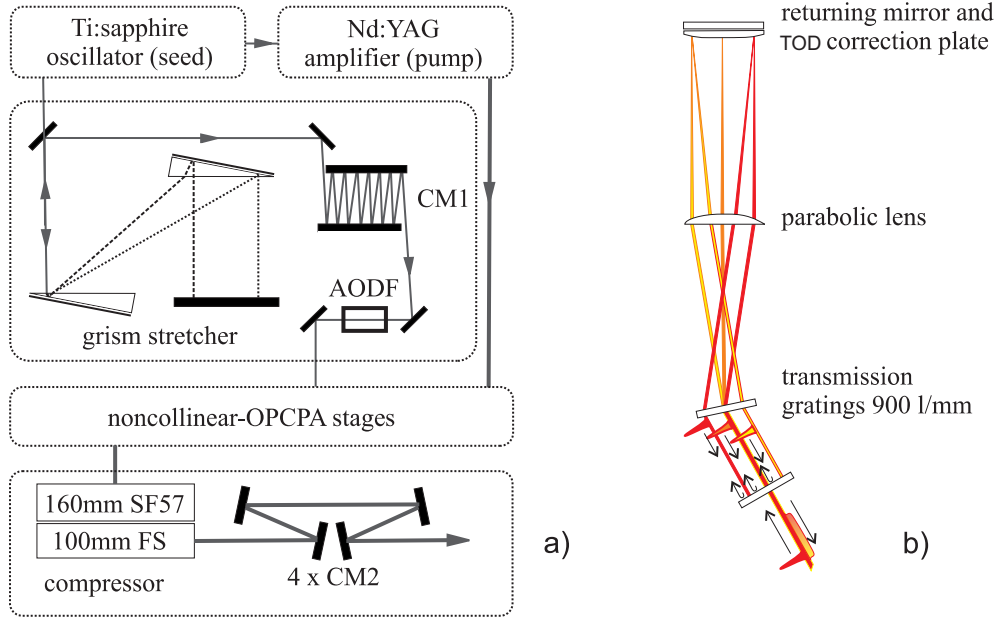 Ti:sapphire
oscillator (seed)
Nd:YAG
amplifier (pump)
CM1
AODF
grism stretcher
noncollinear-OPCPA stages
160mm SF57
100mm FS
compressor
4 x CM2
a)
returning mirror and
TOD correction plate
parabolic lens
transmission
gratings 900 l/mm
b)